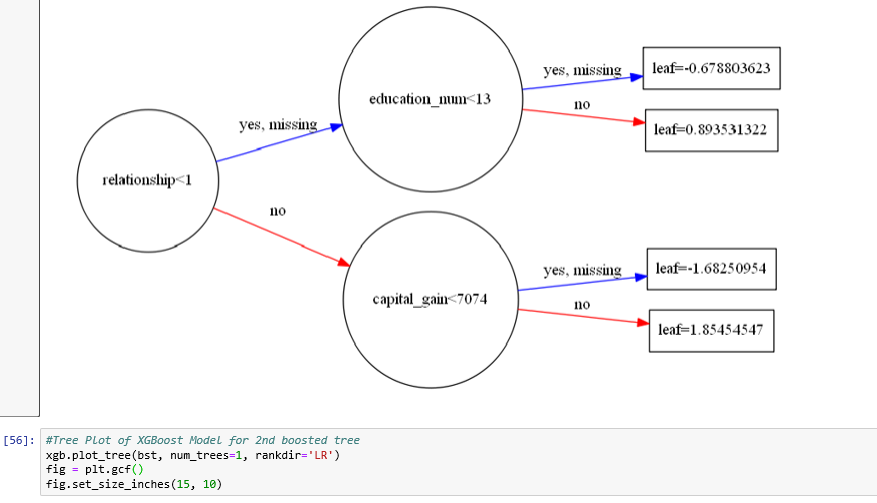 yes, missing
leaf=-0.678803623
education_num<13
no
leaf=0.893531322
yes, missing
relationship<1
no
yes, missing
leaf=-1.68250954
capital_gain<7074
no
leaf=1.85454547
[56]: #Tree Plot of XGBoost Model for 2nd boosted tree
xgb.plot_tree(bst, num_trees=1, rankdir='LR')
fig = plt.gcf()
fig.set_size_inches(15, 10)